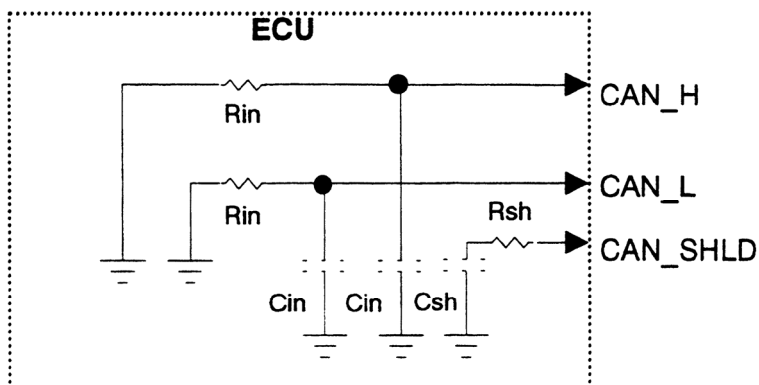 ECU
CAN_H
Rin
CAN_L
Rin
Rsh
CAN_SHLD
Cin
Cin
Csh